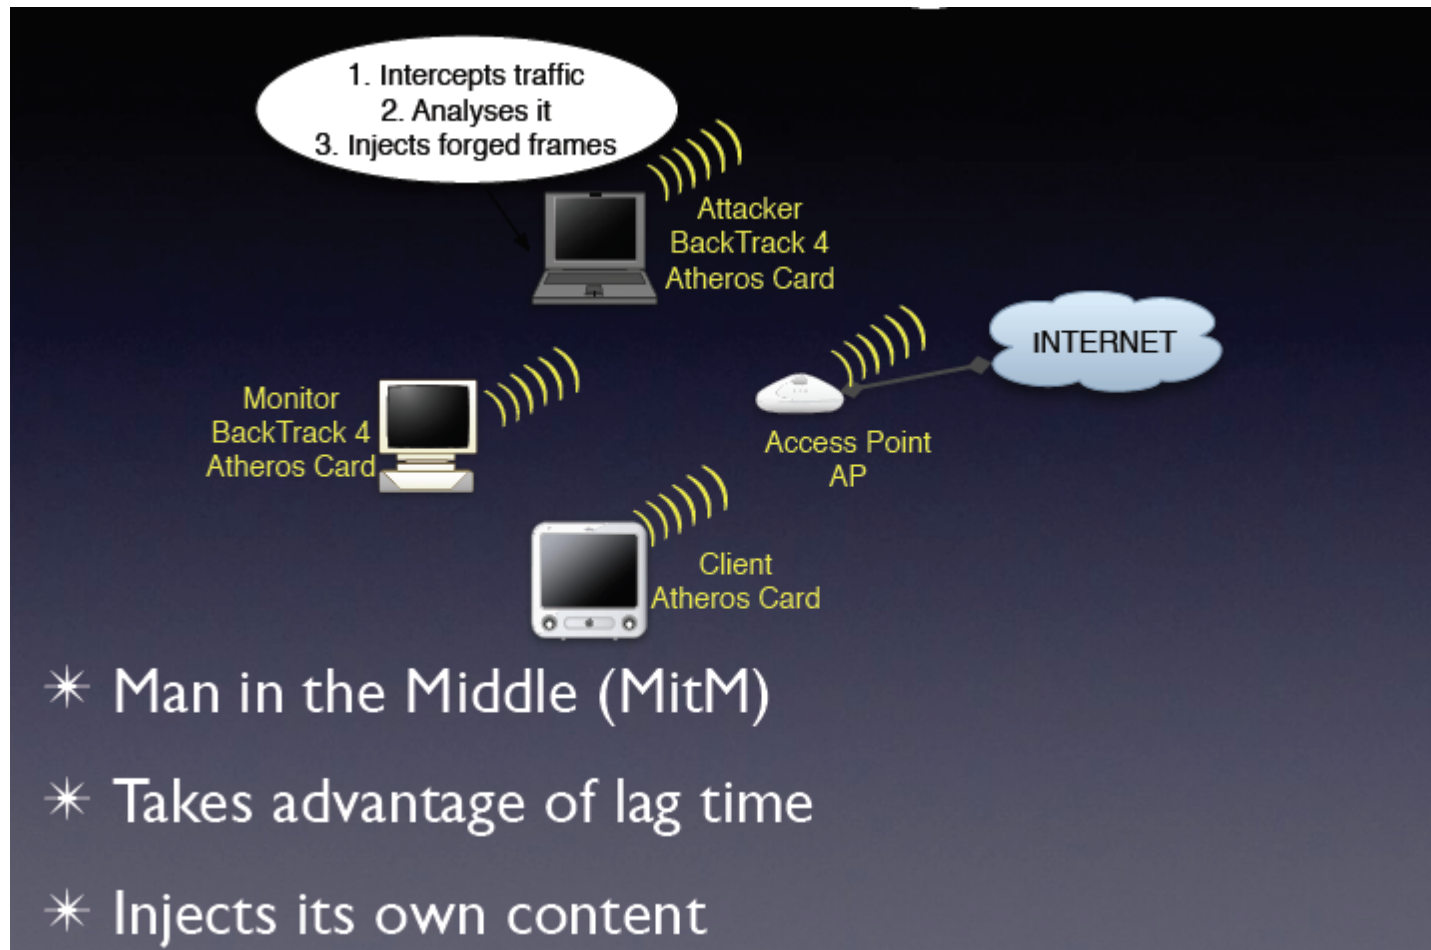 1. Intercepts traffic
2. Analyses it
3. Injects forged frames
Attacker
BackTrack 4
Atheros Card
INTERNET
Monitor
BackTrack 4
Atheros Card
Access Point
AP
Client
Atheros Card
✴ Man in the Middle (MitM)
✴ Takes advantage of lag time
✴ Injects its own content